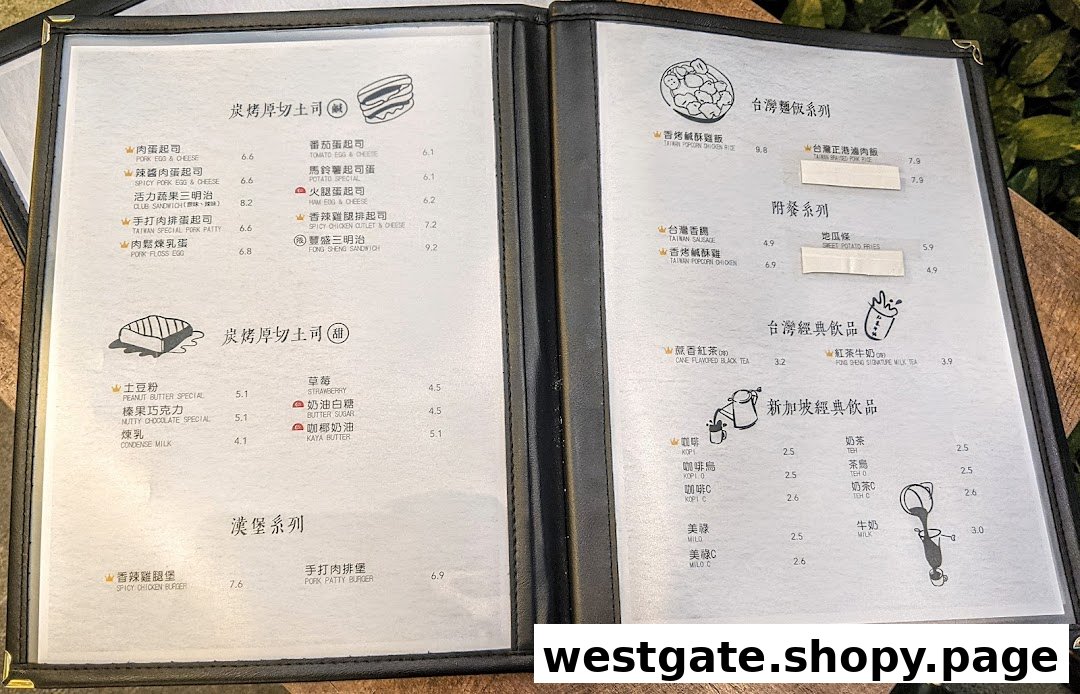 炭烤厚切土司 鹹
肉蛋起司
PORK EGG & CHEESE 6.6
辣醬肉蛋起司
SPICY PORK EGG & CHEESE 6.6
活力蔬果三明治
CLUB SANDWICH(原味、辣味) 8.2
手打肉排蛋起司
TAIWAN SPECIAL PORK PATTY 6.6
肉鬆煉乳蛋
PORK FLOSS EGG 6.8
番茄蛋起司
TOMATO EGG & CHEESE 6.1
馬鈴薯起司蛋
POTATO SPECIAL 6.1
火腿蛋起司
HAM EGG & CHEESE 6.2
香辣雞腿排起司
SPICY CHICKEN CUTLET & CHEESE 7.2
豐盛三明治
FONG SHENG SANDWICH 9.2
炭烤厚切土司 甜
土豆粉
PEANUT BUTTER SPECIAL 5.1
榛果巧克力
NUTTY CHOCOLATE SPECIAL 5.1
煉乳
CONDENSE MILK 4.1
草莓
STRAWBERRY 4.5
奶油白糖
BUTTER SUGAR 4.5
咖椰奶油
KAYA BUTTER 5.1
漢堡系列
香辣雞腿堡
SPICY CHICKEN BURGER 7.6
手打肉排堡
PORK PATTY BURGER 6.9
台灣麵飯系列
香烤鹹酥雞飯
TAIWAN POPCORN CHICKEN RICE 9.8
台灣正港滷肉飯
TAIWAN BRAISED PORK RICE 7.9
7.9
附餐系列
台灣香腸
TAIWAN SAUSAGE 4.9
香烤鹹酥雞
TAIWAN POPCORN CHICKEN 6.9
地瓜條
SWEET POTATO FRIES 5.9
4.9
台灣經典飲品
蔗香紅茶(冷)
CANE FLAVORED BLACK TEA 3.2
紅茶牛奶(冷)
FONG SHENG SIGNATURE MILK TEA 3.9
新加坡經典飲品
咖啡
KOPI 2.5
咖啡烏
KOPI O 2.5
咖啡C
KOPI C 2.6
美祿
MILO 2.5
美祿C
MILO C 2.6
奶茶
TEH 2.5
茶烏
TEH O 2.5
奶茶C
TEH C 2.6
牛奶
MILK 3.0
westgate.shopy.page